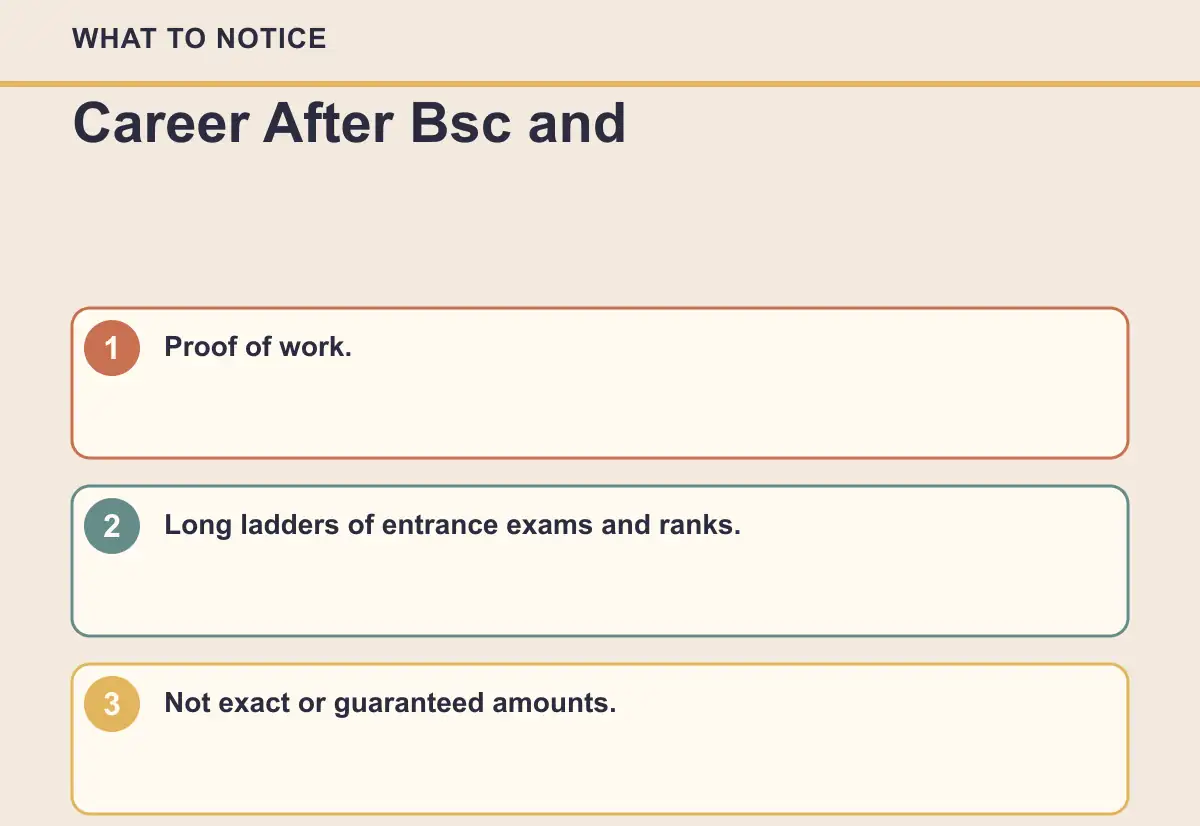 WHAT TO NOTICE
Career After Bsc and
1 Proof of work.
2 Long ladders of entrance exams and ranks.
3 Not exact or guaranteed amounts.